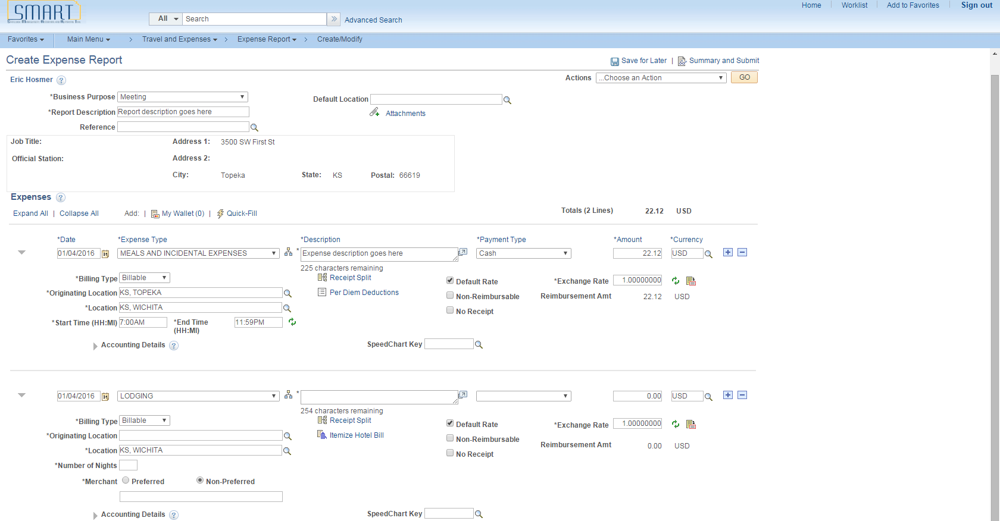 Home | Worklist | Add to Favorites | Sign out
SMART
All Search » Advanced Search
Favorites Main Menu > Travel and Expenses > Expense Report > Create/Modify
Create Expense Report
Save for Later | Summary and Submit
Eric Hosmer ?
Actions ...Choose an Action GO
*Business Purpose Meeting
Default Location
*Report Description Report description goes here
Attachments
Reference
Job Title: Address 1: 3500 SW First St
Official Station: Address 2:
City: Topeka State: KS Postal: 66619
Expenses ?
Expand All | Collapse All Add: | My Wallet (0) | Quick-Fill
Totals (2 Lines) 22.12 USD
*Date *Expense Type *Description *Payment Type *Amount *Currency
01/04/2016 31 MEALS AND INCIDENTAL EXPENSES * Expense description goes here Cash 22.12 USD + −
225 characters remaining
*Billing Type Billable Receipt Split Default Rate *Exchange Rate 1.00000000
*Originating Location KS, TOPEKA Per Diem Deductions Non-Reimbursable Reimbursement Amt 22.12 USD
*Location KS, WICHITA No Receipt
*Start Time (HH:MI) 7:00AM *End Time (HH:MI) 11:59PM
Accounting Details ? SpeedChart Key
01/04/2016 31 LODGING * 0.00 USD + −
254 characters remaining
*Billing Type Billable Receipt Split Default Rate *Exchange Rate 1.00000000
*Originating Location Itemize Hotel Bill Non-Reimbursable Reimbursement Amt 0.00 USD
*Location KS, WICHITA No Receipt
*Number of Nights
*Merchant Preferred Non-Preferred
Accounting Details ? SpeedChart Key